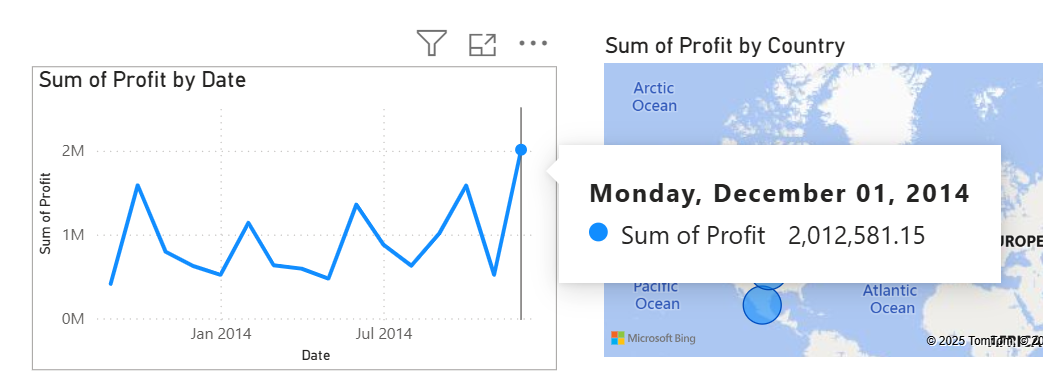 Sum of Profit by Date
2M
1M
0M
Sum of Profit
Jan 2014
Jul 2014
Date
Sum of Profit by Country
Arctic
Ocean
Monday, December 01, 2014
Sum of Profit 2,012,581.15
UROPE
Pacific
Ocean
Atlantic
Ocean
Microsoft Bing
© 2025 TomTom